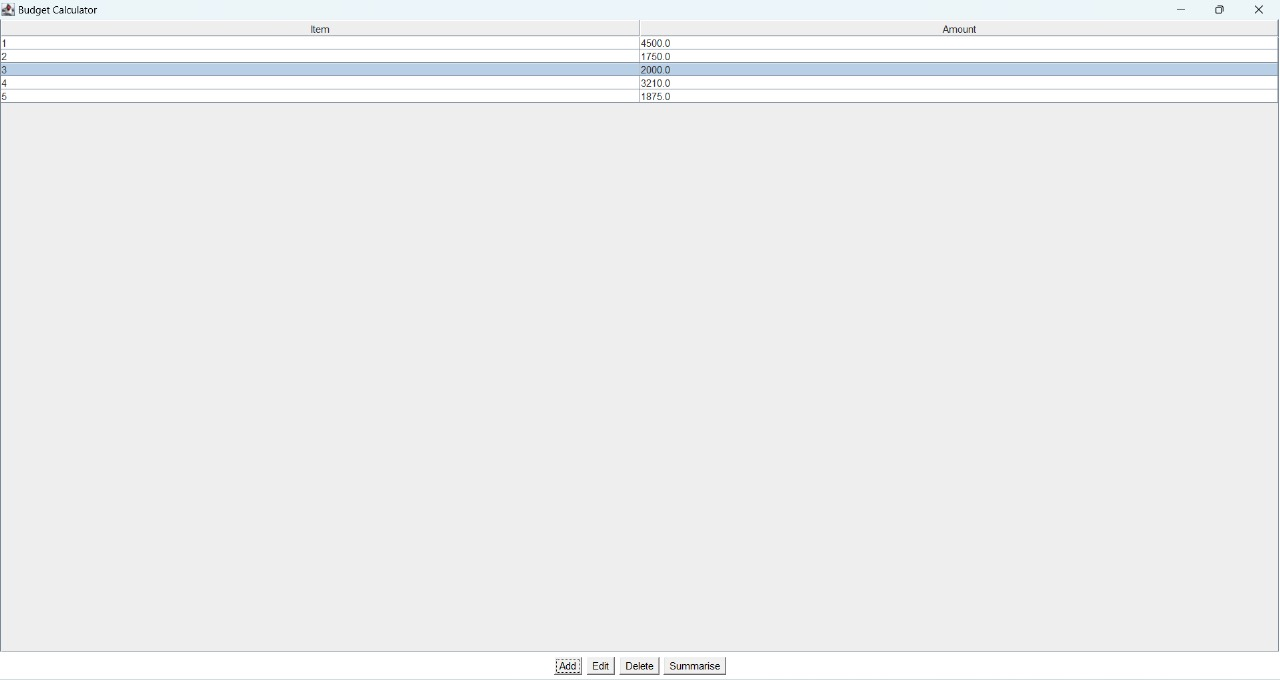 Budget Calculator
Item Amount
1 4500.0
2 1750.0
3 2000.0
4 3210.0
5 1875.0
Add Edit Delete Summarise